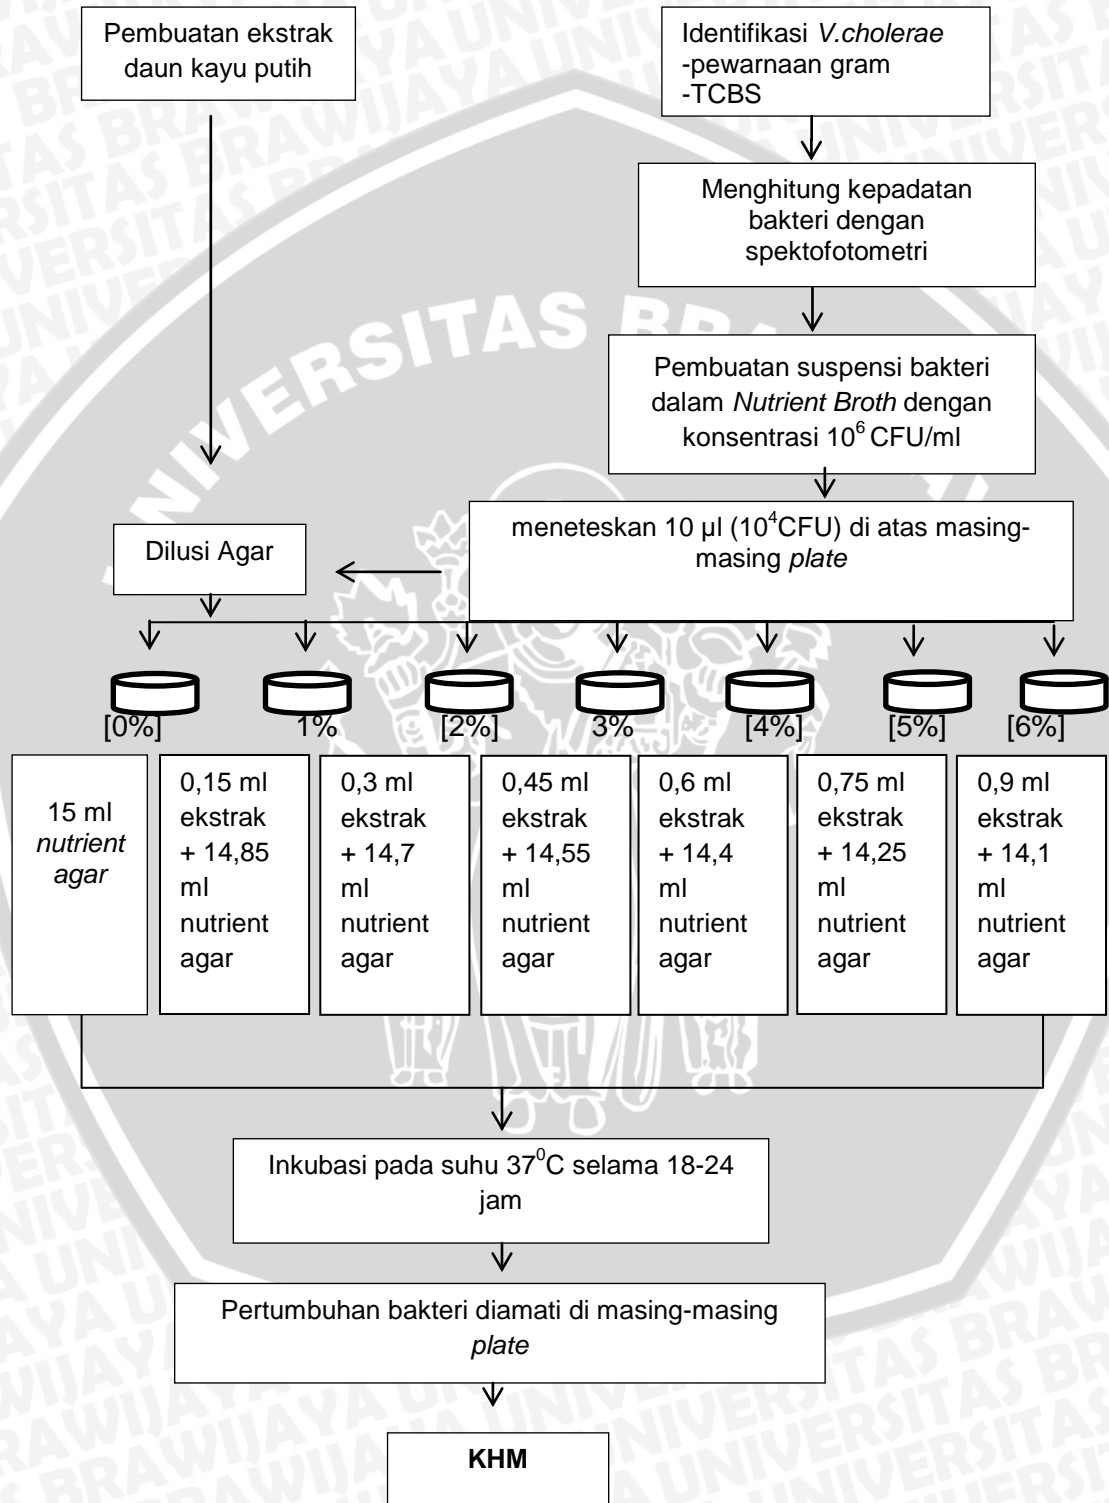 Pembuatan ekstrak
daun kayu putih
Identifikasi V.cholerae
-pewarnaan gram
-TCBS
Menghitung kepadatan
bakteri dengan
spektofotometri
Pembuatan suspensi bakteri
dalam Nutrient Broth dengan
konsentrasi 10⁶ CFU/ml
meneteskan 10 µl (10⁴CFU) di atas masing-
masing plate
Dilusi Agar
[0%] 1% [2%] 3% [4%] [5%] [6%]
15 ml
nutrient
agar
0,15 ml
ekstrak
+ 14,85
ml
nutrient
agar
0,3 ml
ekstrak
+ 14,7
ml
nutrient
agar
0,45 ml
ekstrak
+ 14,55
ml
nutrient
agar
0,6 ml
ekstrak
+ 14,4
ml
nutrient
agar
0,75 ml
ekstrak
+ 14,25
ml
nutrient
agar
0,9 ml
ekstrak
+ 14,1
ml
nutrient
agar
Inkubasi pada suhu 37⁰C selama 18-24
jam
Pertumbuhan bakteri diamati di masing-masing
plate
KHM